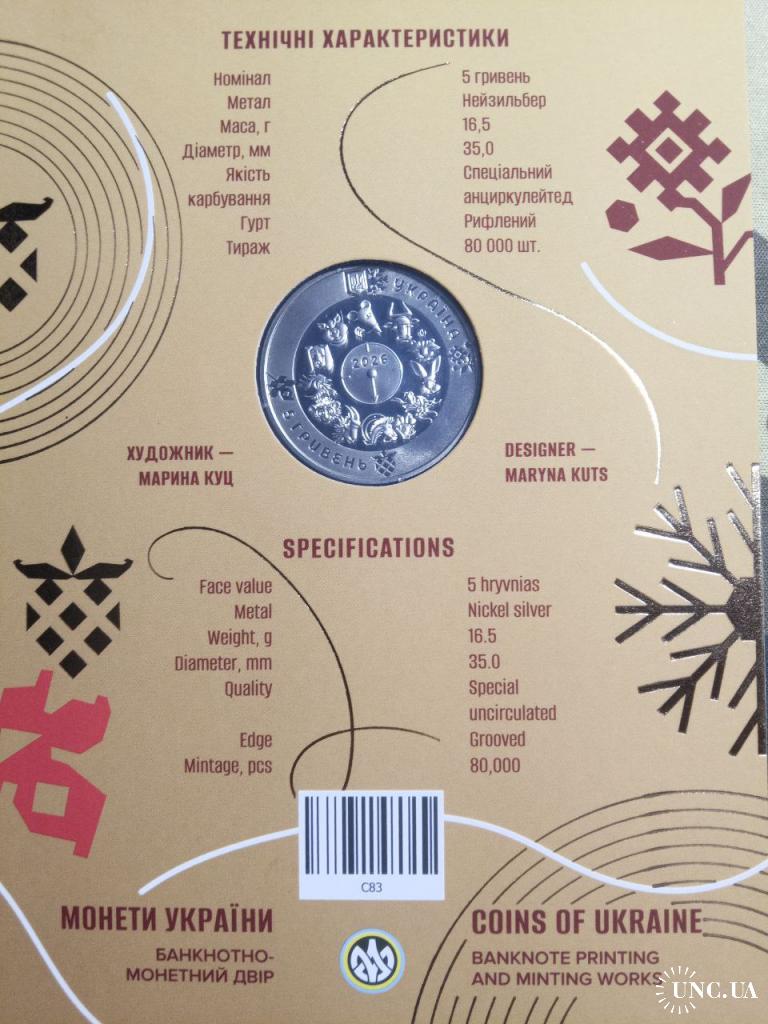 ТЕХНІЧНІ ХАРАКТЕРИСТИКИ
Номінал 5 гривень
Метал Нейзильбер
Маса, г 16,5
Діаметр, мм 35,0
Якість Спеціальний
карбування анциркулейтед
Гурт Рифлений
Тираж 80 000 шт.
УКРАЇНА
2026
5 ГРИВЕНЬ
ХУДОЖНИК —
МАРИНА КУЦ
DESIGNER —
MARYNA KUTS
SPECIFICATIONS
Face value 5 hryvnias
Metal Nickel silver
Weight, g 16.5
Diameter, mm 35.0
Quality Special
uncirculated
Edge Grooved
Mintage, pcs 80,000
C83
МОНЕТИ УКРАЇНИ
БАНКНОТНО-
МОНЕТНИЙ ДВІР
COINS OF UKRAINE
BANKNOTE PRINTING
AND MINTING WORKS
UNC.UA